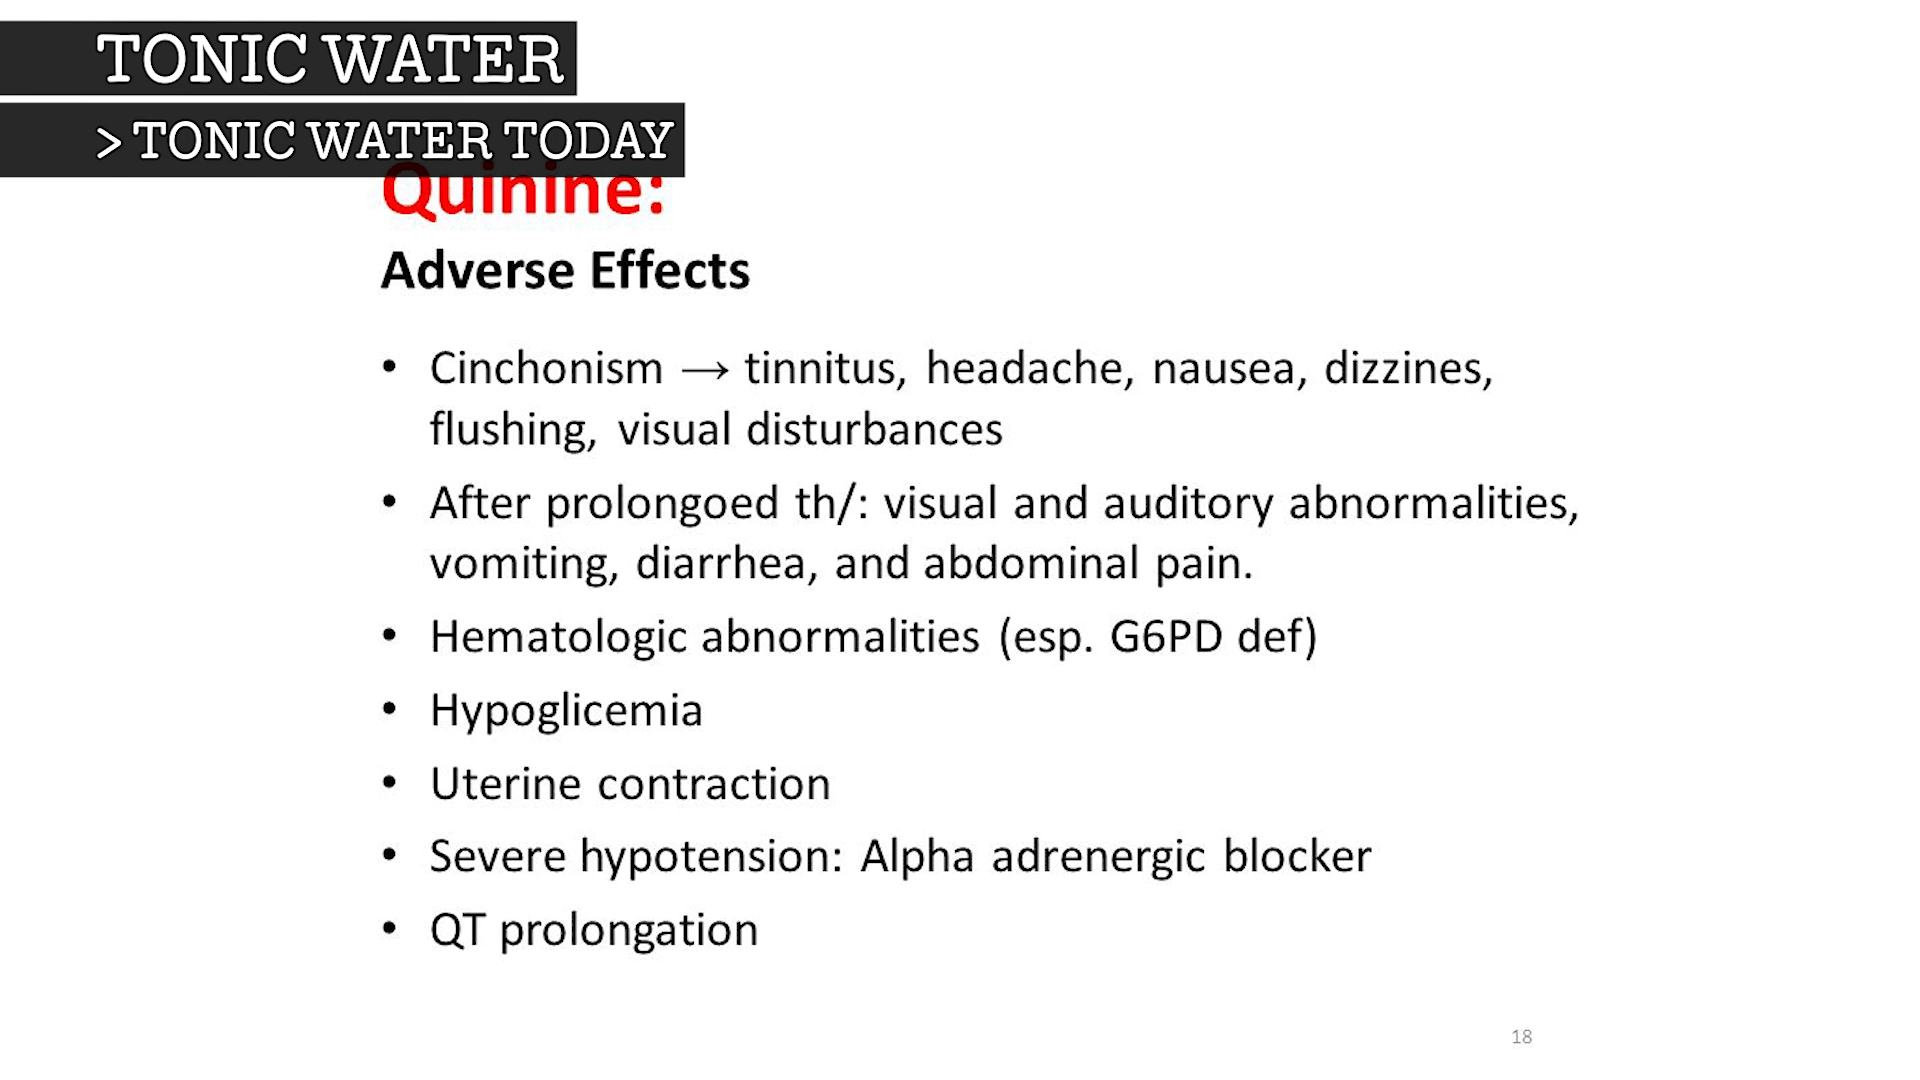 TONIC WATER
> TONIC WATER TODAY
Quinine:
Adverse Effects
• Cinchonism → tinnitus, headache, nausea, dizzines,
flushing, visual disturbances
• After prolongoed th/: visual and auditory abnormalities,
vomiting, diarrhea, and abdominal pain.
• Hematologic abnormalities (esp. G6PD def)
• Hypoglicemia
• Uterine contraction
• Severe hypotension: Alpha adrenergic blocker
• QT prolongation
18